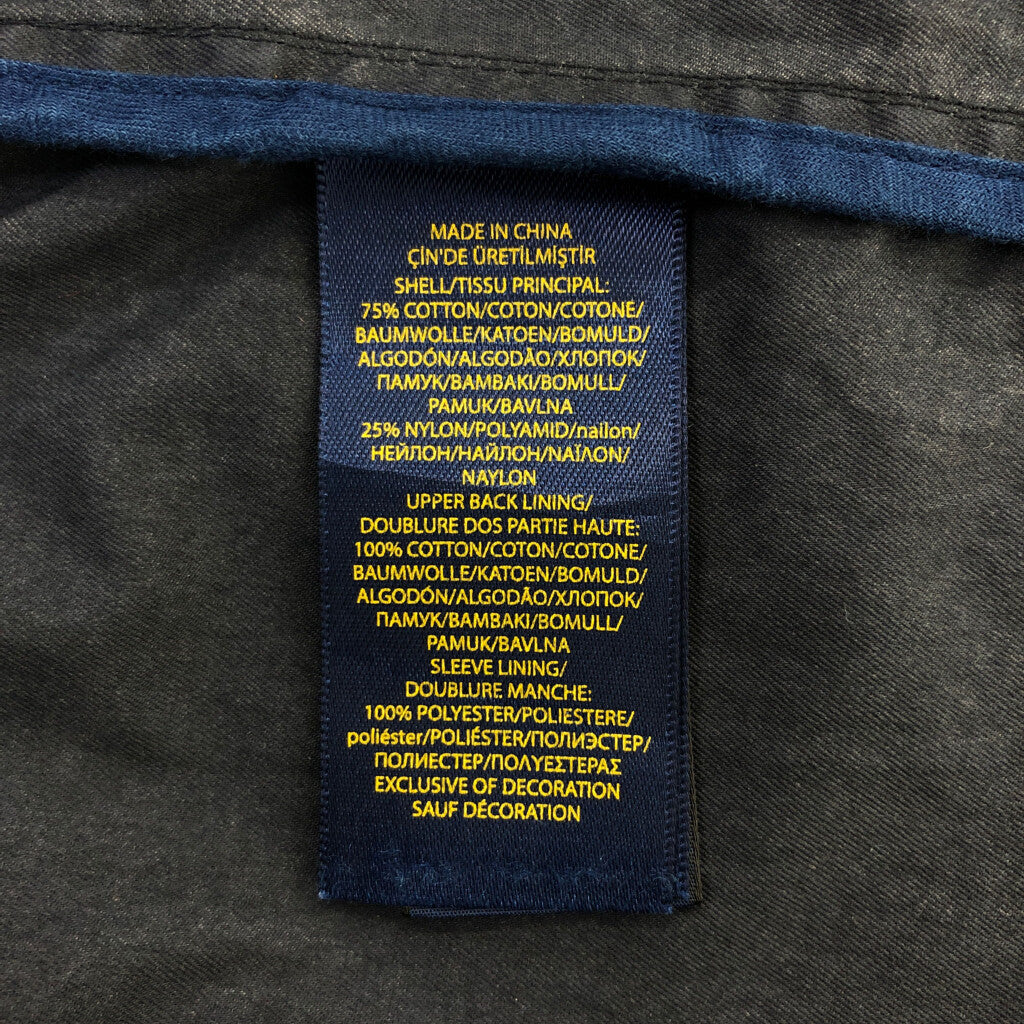 MADE IN CHINA
ÇİN'DE ÜRETİLMİŞTİR
SHELL/TISSU PRINCIPAL:
75% COTTON/COTON/COTONE/
BAUMWOLLE/KATOEN/BOMULD/
ALGODÓN/ALGODÃO/ХЛОПОК/
ПАМУК/ΒΑΜΒΑΚΙ/BOMULL/
PAMUK/BAVLNA
25% NYLON/POLYAMID/nailon/
НЕЙЛОН/НАЙЛОН/ΝΑΪΛΟΝ/
NAYLON
UPPER BACK LINING/
DOUBLURE DOS PARTIE HAUTE:
100% COTTON/COTON/COTONE/
BAUMWOLLE/KATOEN/BOMULD/
ALGODÓN/ALGODÃO/ХЛОПОК/
ПАМУК/ΒΑΜΒΑΚΙ/BOMULL/
PAMUK/BAVLNA
SLEEVE LINING/
DOUBLURE MANCHE:
100% POLYESTER/POLIESTERE/
poliéster/POLIÉSTER/ПОЛИЭСТЕР/
ПОЛИЕСТЕР/ΠΟΛΥΕΣΤΕΡΑΣ
EXCLUSIVE OF DECORATION
SAUF DÉCORATION